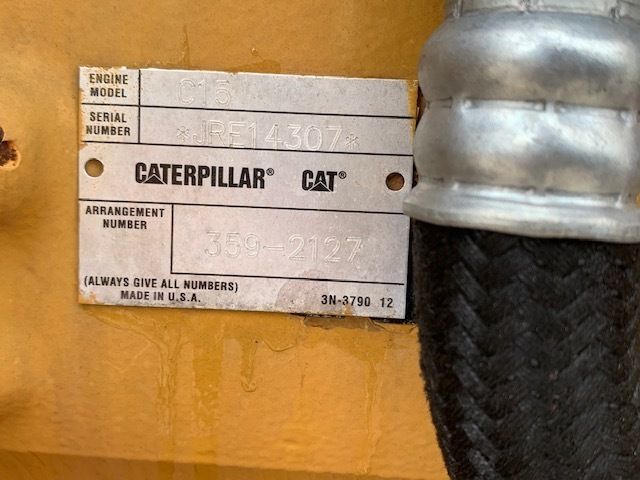 ENGINE MODEL C15
SERIAL NUMBER *JRE14307*
CATERPILLAR® CAT®
ARRANGEMENT NUMBER 359-2127
(ALWAYS GIVE ALL NUMBERS)
MADE IN U.S.A. 3N-3790 12